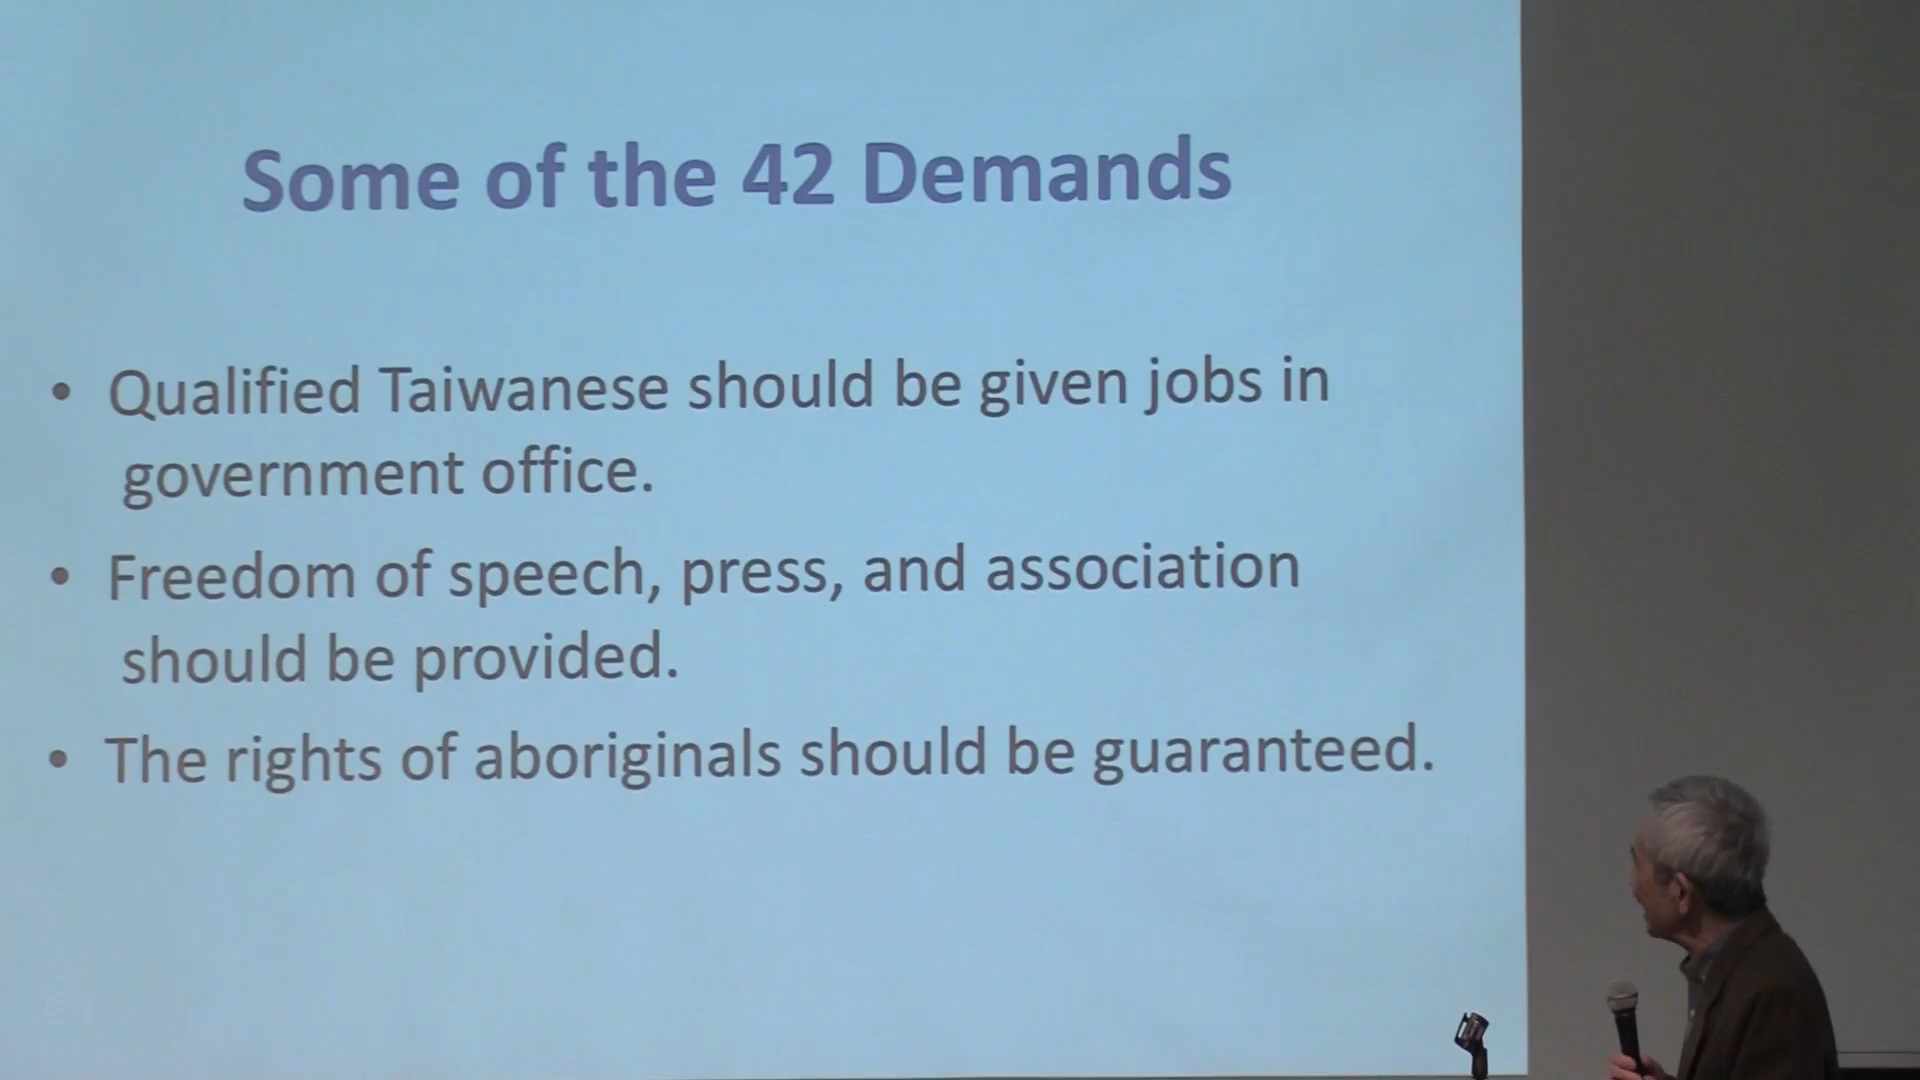 Some of the 42 Demands
• Qualified Taiwanese should be given jobs in
government office.
• Freedom of speech, press, and association
should be provided.
• The rights of aboriginals should be guaranteed.